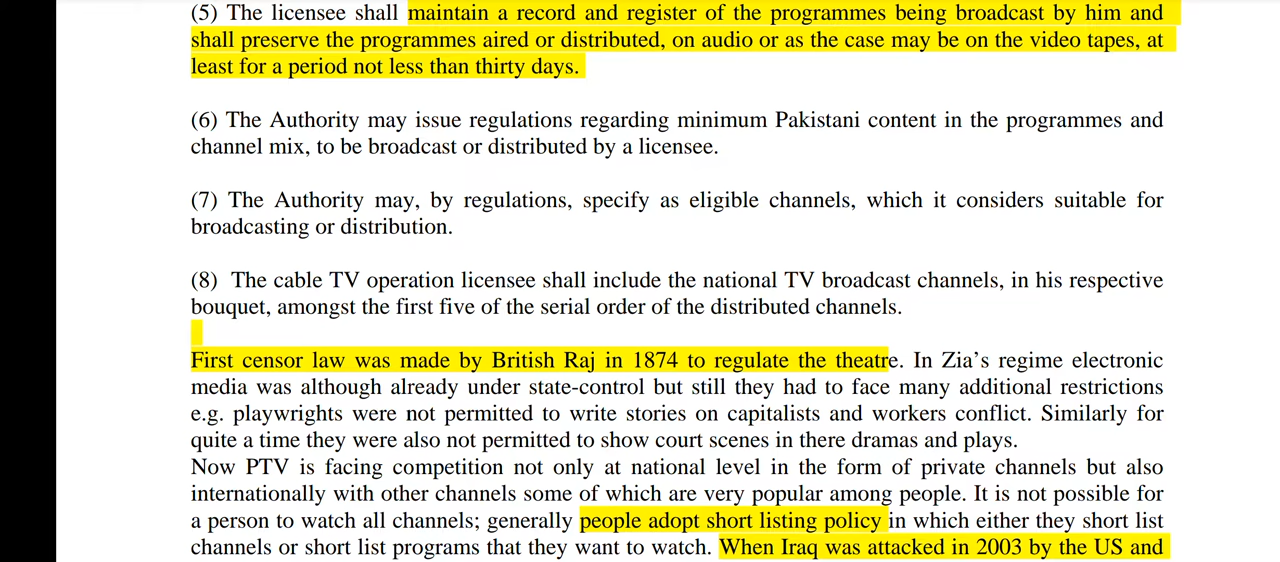 (5) The licensee shall maintain a record and register of the programmes being broadcast by him and
shall preserve the programmes aired or distributed, on audio or as the case may be on the video tapes, at
least for a period not less than thirty days.
(6) The Authority may issue regulations regarding minimum Pakistani content in the programmes and
channel mix, to be broadcast or distributed by a licensee.
(7) The Authority may, by regulations, specify as eligible channels, which it considers suitable for
broadcasting or distribution.
(8) The cable TV operation licensee shall include the national TV broadcast channels, in his respective
bouquet, amongst the first five of the serial order of the distributed channels.
First censor law was made by British Raj in 1874 to regulate the theatre. In Zia’s regime electronic
media was although already under state-control but still they had to face many additional restrictions
e.g. playwrights were not permitted to write stories on capitalists and workers conflict. Similarly for
quite a time they were also not permitted to show court scenes in there dramas and plays.
Now PTV is facing competition not only at national level in the form of private channels but also
internationally with other channels some of which are very popular among people. It is not possible for
a person to watch all channels; generally people adopt short listing policy in which either they short list
channels or short list programs that they want to watch. When Iraq was attacked in 2003 by the US and